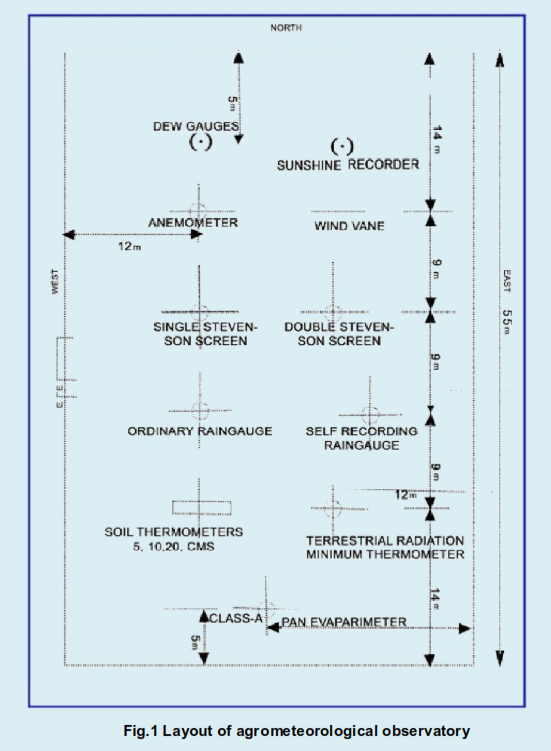 NORTH
5m
14 m
DEW GAUGES
SUNSHINE RECORDER
ANEMOMETER
WIND VANE
12m
9 m
WEST
EAST
55m
SINGLE STEVEN-
SON SCREEN
DOUBLE STEVEN-
SON SCREEN
9 m
ORDINARY RAINGAUGE
SELF RECORDING
RAINGAUGE
9 m
12m
SOIL THERMOMETERS
5, 10,20, CMS
TERRESTRIAL RADIATION
MINIMUM THERMOMETER
14 m
CLASS-A
PAN EVAPARIMETER
5m
Fig.1 Layout of agrometeorological observatory